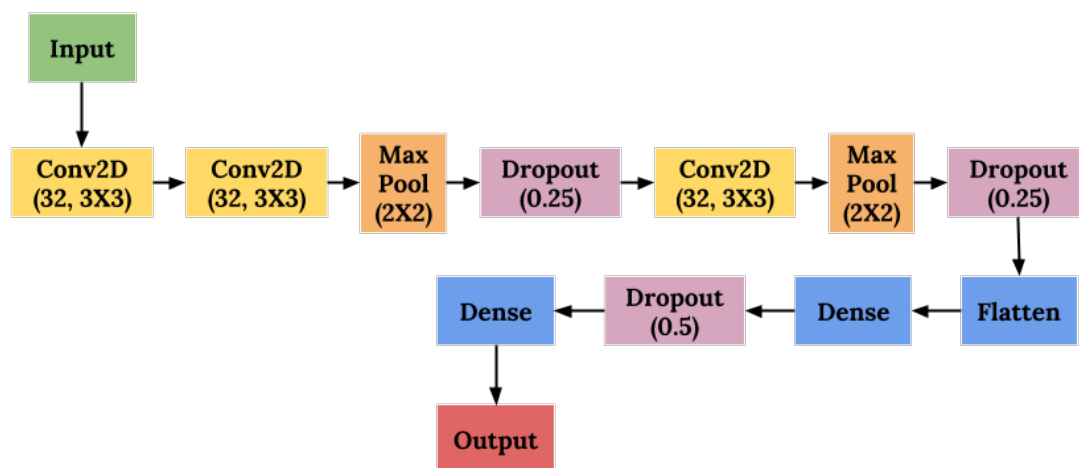 Input
Conv2D
(32, 3X3)
Conv2D
(32, 3X3)
Max
Pool
(2X2)
Dropout
(0.25)
Conv2D
(32, 3X3)
Max
Pool
(2X2)
Dropout
(0.25)
Flatten
Dense
Dropout
(0.5)
Dense
Output